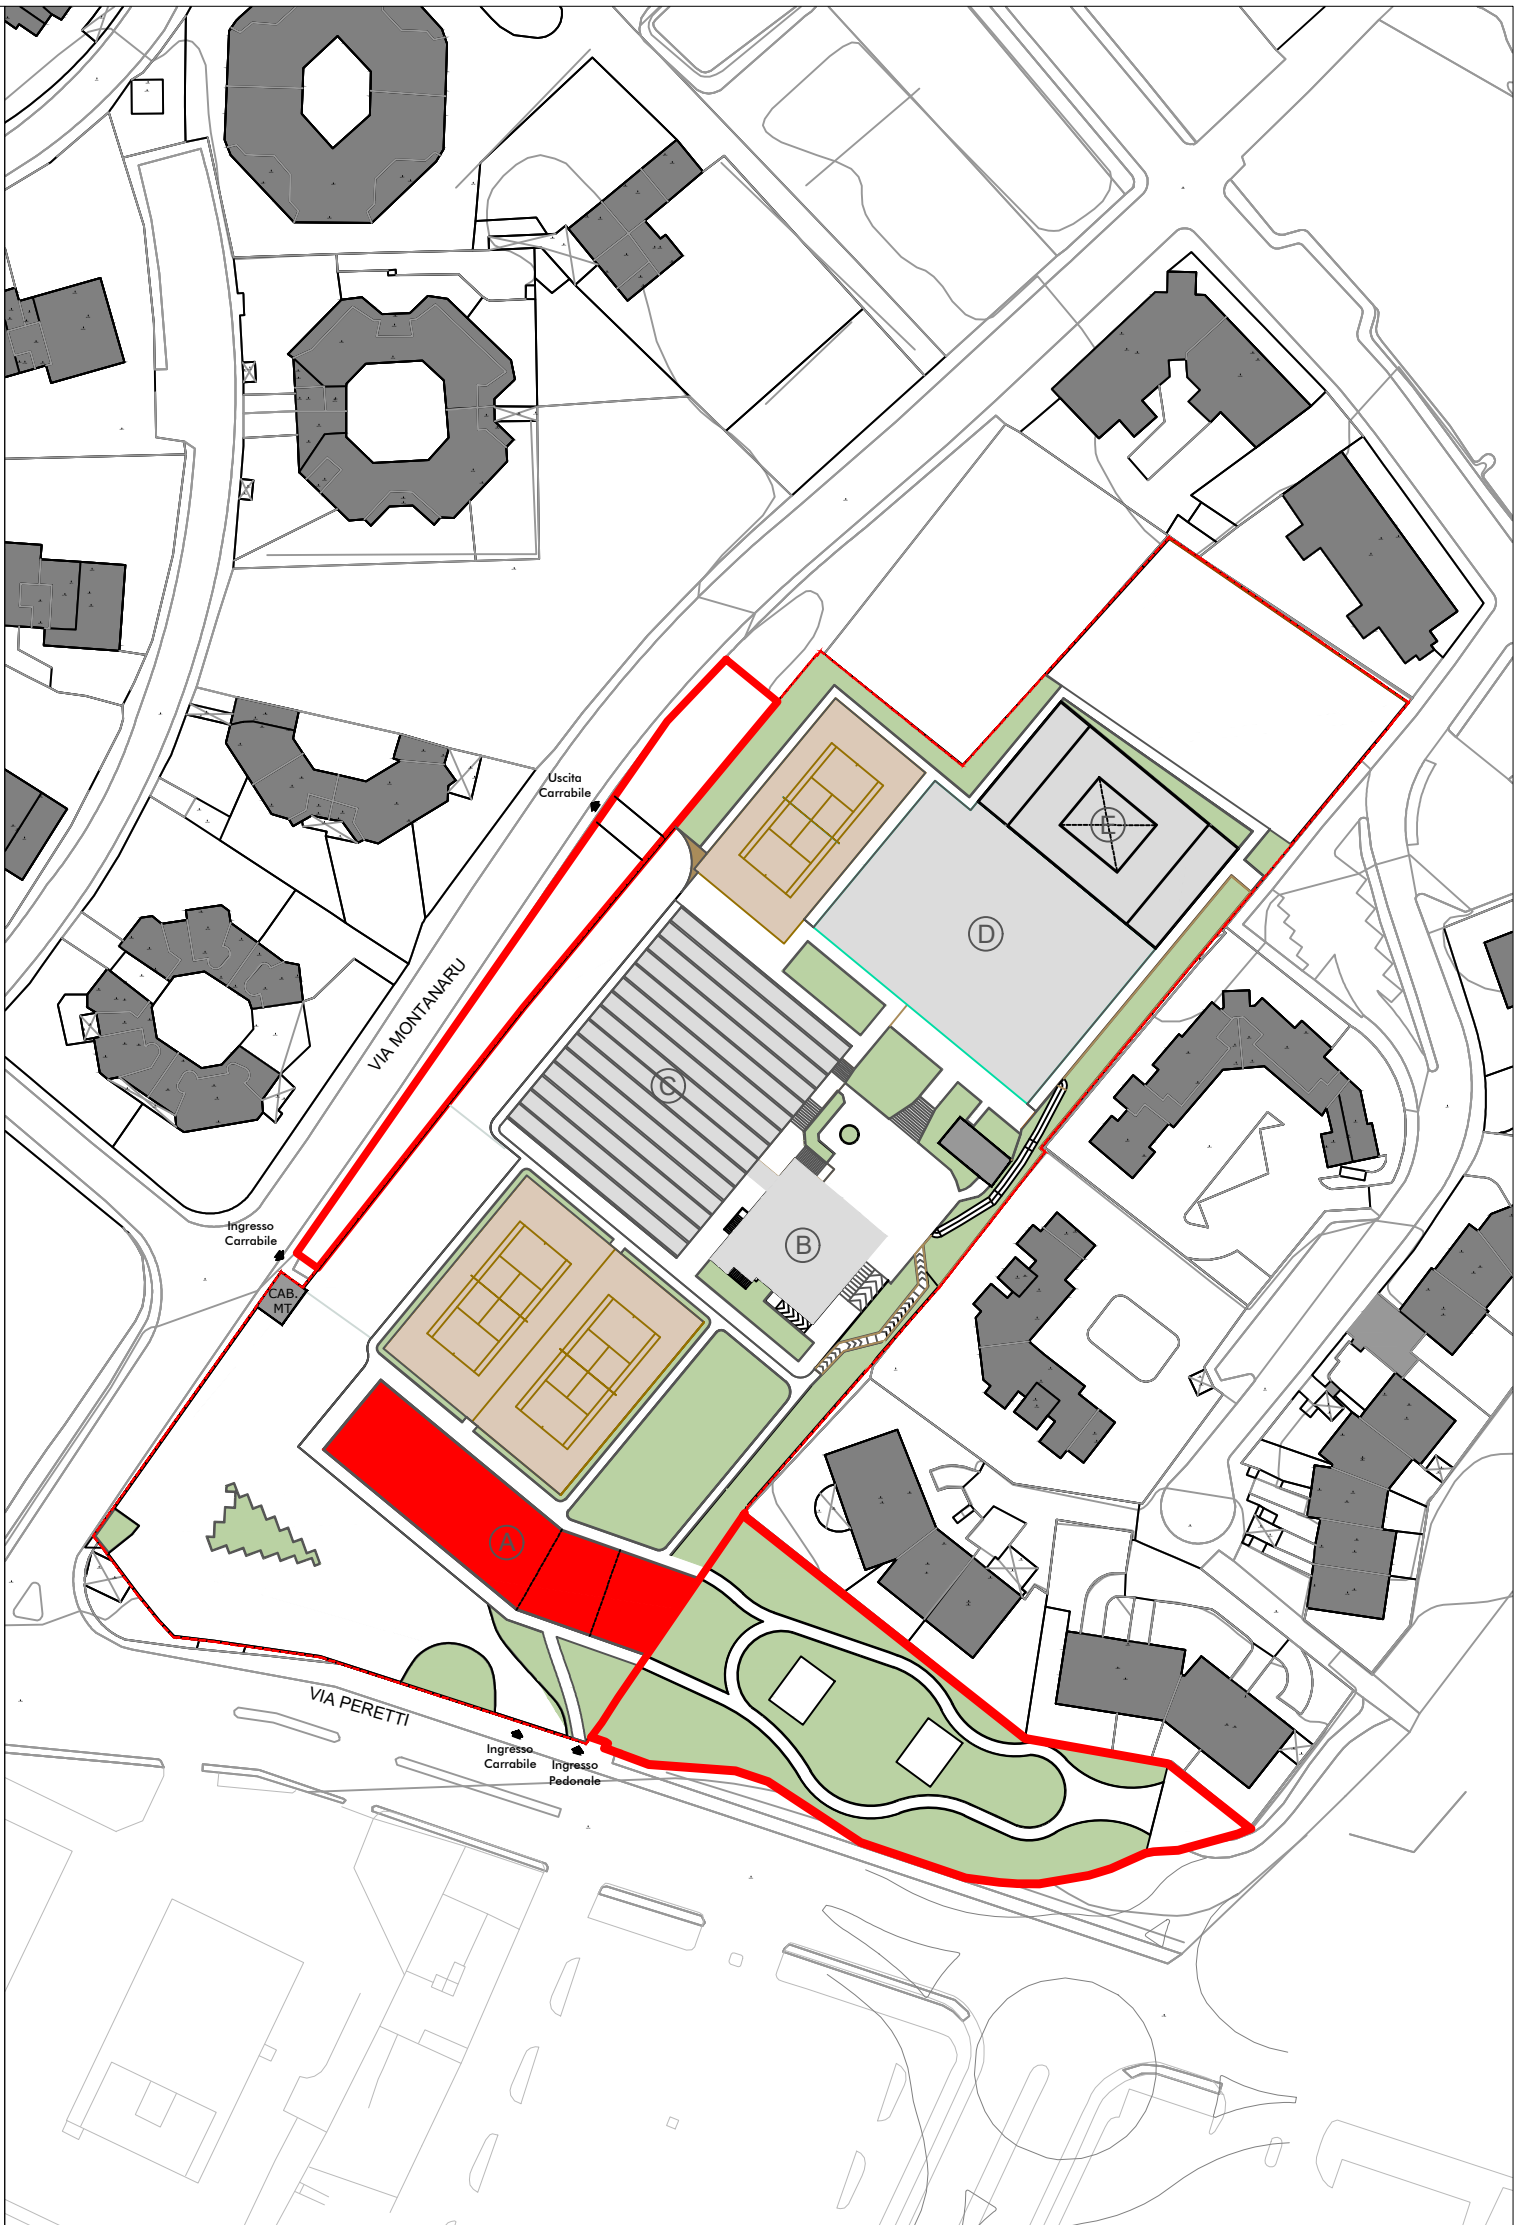 Uscita
Carrabile
E
D
VIA MONTANARU
C
Ingresso
Carrabile
B
CAB.
MT
A
VIA PERETTI
Ingresso
Carrabile
Ingresso
Pedonale